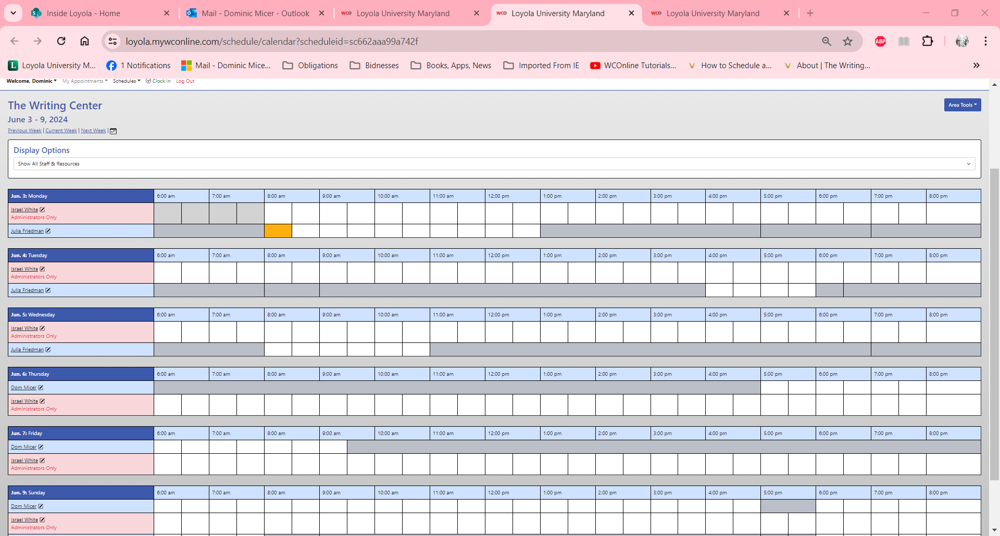 Inside Loyola - Home
Mail - Dominic Micer - Outlook
wco Loyola University Maryland
wco Loyola University Maryland
wco Loyola University Maryland
loyola.mywconline.com/schedule/calendar?scheduleid=sc662aaa99a742f
ABP
Loyola University M...
1 Notifications
Mail - Dominic Mice...
Obligations
Bidnesses
Books, Apps, News
Imported From IE
WCOnline Tutorials...
How to Schedule a...
About | The Writing...
Welcome, Dominic My Appointments Schedules Clock In Log Out
The Writing Center
Area Tools
June 3 - 9, 2024
Previous Week | Current Week | Next Week |
Display Options
Show All Staff & Resources
Jun. 3: Monday 6:00 am 7:00 am 8:00 am 9:00 am 10:00 am 11:00 am 12:00 pm 1:00 pm 2:00 pm 3:00 pm 4:00 pm 5:00 pm 6:00 pm 7:00 pm 8:00 pm
Israel White
Administrators Only
Julia Friedman
Jun. 4: Tuesday 6:00 am 7:00 am 8:00 am 9:00 am 10:00 am 11:00 am 12:00 pm 1:00 pm 2:00 pm 3:00 pm 4:00 pm 5:00 pm 6:00 pm 7:00 pm 8:00 pm
Israel White
Administrators Only
Julia Friedman
Jun. 5: Wednesday 6:00 am 7:00 am 8:00 am 9:00 am 10:00 am 11:00 am 12:00 pm 1:00 pm 2:00 pm 3:00 pm 4:00 pm 5:00 pm 6:00 pm 7:00 pm 8:00 pm
Israel White
Administrators Only
Julia Friedman
Jun. 6: Thursday 6:00 am 7:00 am 8:00 am 9:00 am 10:00 am 11:00 am 12:00 pm 1:00 pm 2:00 pm 3:00 pm 4:00 pm 5:00 pm 6:00 pm 7:00 pm 8:00 pm
Dom Micer
Israel White
Administrators Only
Jun. 7: Friday 6:00 am 7:00 am 8:00 am 9:00 am 10:00 am 11:00 am 12:00 pm 1:00 pm 2:00 pm 3:00 pm 4:00 pm 5:00 pm 6:00 pm 7:00 pm 8:00 pm
Dom Micer
Israel White
Administrators Only
Jun. 9: Sunday 6:00 am 7:00 am 8:00 am 9:00 am 10:00 am 11:00 am 12:00 pm 1:00 pm 2:00 pm 3:00 pm 4:00 pm 5:00 pm 6:00 pm 7:00 pm 8:00 pm
Dom Micer
Israel White
Administrators Only